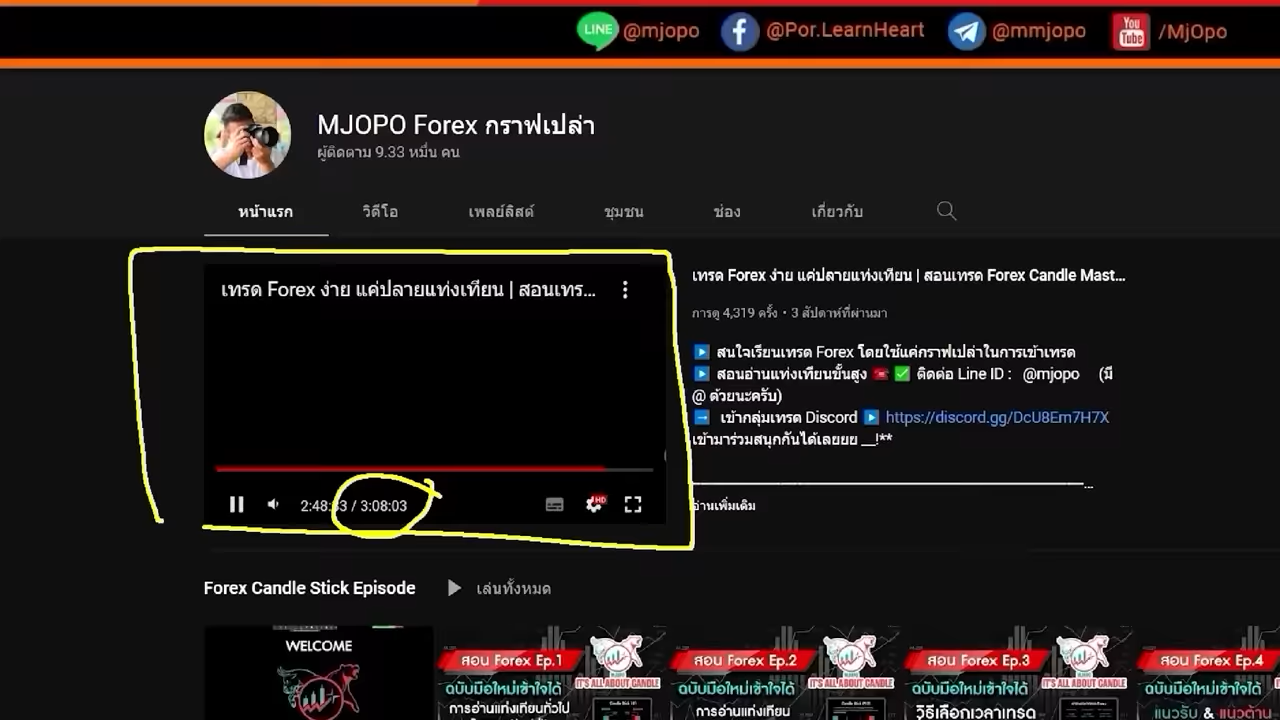 LINE @mjopo @Por.LearnHeart @mmjopo You Tube /MjOpo
MJOPO Forex กราฟเปล่า
ผู้ติดตาม 9.33 หมื่น คน
หน้าแรก วิดีโอ เพลย์ลิสต์ ชุมชน ช่อง เกี่ยวกับ
เทรด Forex ง่าย แค่ปลายแท่งเทียน | สอนเทร...
2:48: 3 / 3:08:03
HD
เทรด Forex ง่าย แค่ปลายแท่งเทียน | สอนเทรด Forex Candle Mast...
การดู 4,319 ครั้ง • 3 สัปดาห์ที่ผ่านมา
สนใจเรียนเทรด Forex โดยใช้แค่กราฟเปล่าในการเข้าเทรด
สอนอ่านแท่งเทียนขั้นสูง ติดต่อ Line ID : @mjopo (มี
@ ด้วยนะครับ)
เข้ากลุ่มเทรด Discord https://discord.gg/DcU8Em7H7X
เข้ามาร่วมสนุกกันได้เลยยย __!**
อ่านเพิ่มเติม
Forex Candle Stick Episode เล่นทั้งหมด
WELCOME
สอน Forex Ep.1
IT'S ALL ABOUT CANDLE
ฉบับมือใหม่เข้าใจได้
การอ่านแท่งเทียนทั่วไป
สอน Forex Ep.2
IT'S ALL ABOUT CANDLE
ฉบับมือใหม่เข้าใจได้
การอ่านแท่งเทียน
สอน Forex Ep.3
IT'S ALL ABOUT CANDLE
ฉบับมือใหม่เข้าใจได้
วิธีเลือกเวลาเทรด
สอน Forex Ep.4
ฉบับมือใหม่เข้าใจได้
แนวรับ & แนวต้าน